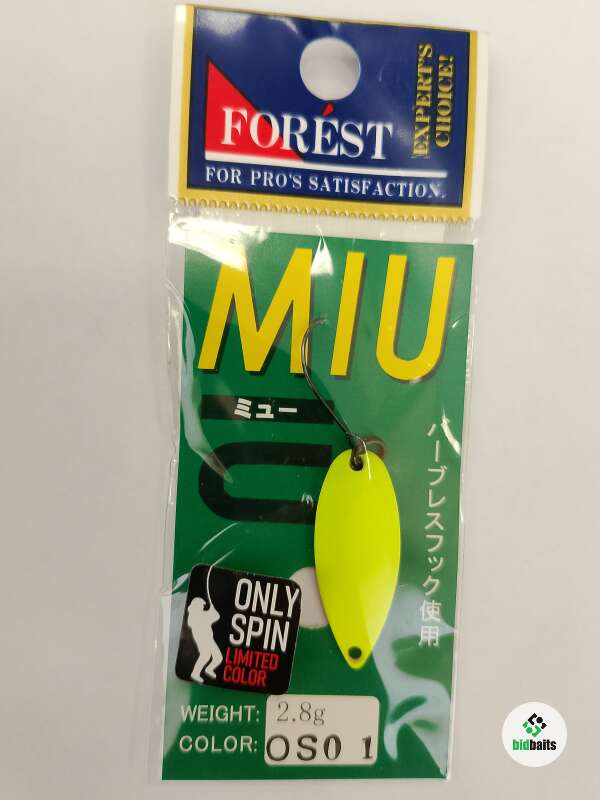 FORÉST
FOR PRO'S SATISFACTION.
EXPERT'S
CHOICE!
MIU
ミュー
バーブレスフック使用
ONLY
SPIN
LIMITED
COLOR
WEIGHT: 2.8g
COLOR: OS01
bidbaits